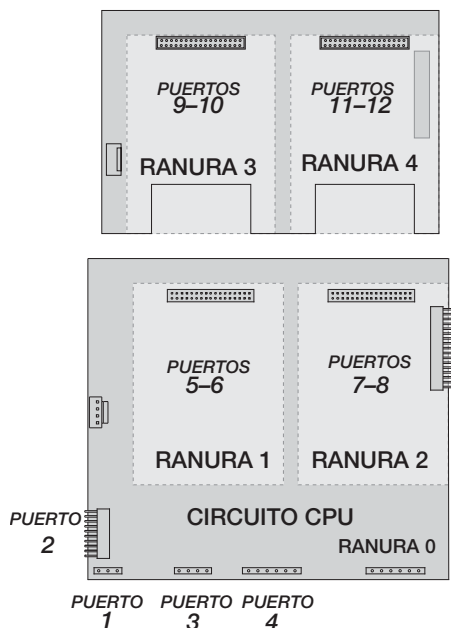 PUERTOS
9–10
PUERTOS
11–12
RANURA 3
RANURA 4
PUERTOS
5–6
PUERTOS
7–8
RANURA 1
RANURA 2
CIRCUITO CPU
PUERTO
2
RANURA 0
PUERTO
1
PUERTO
3
PUERTO
4